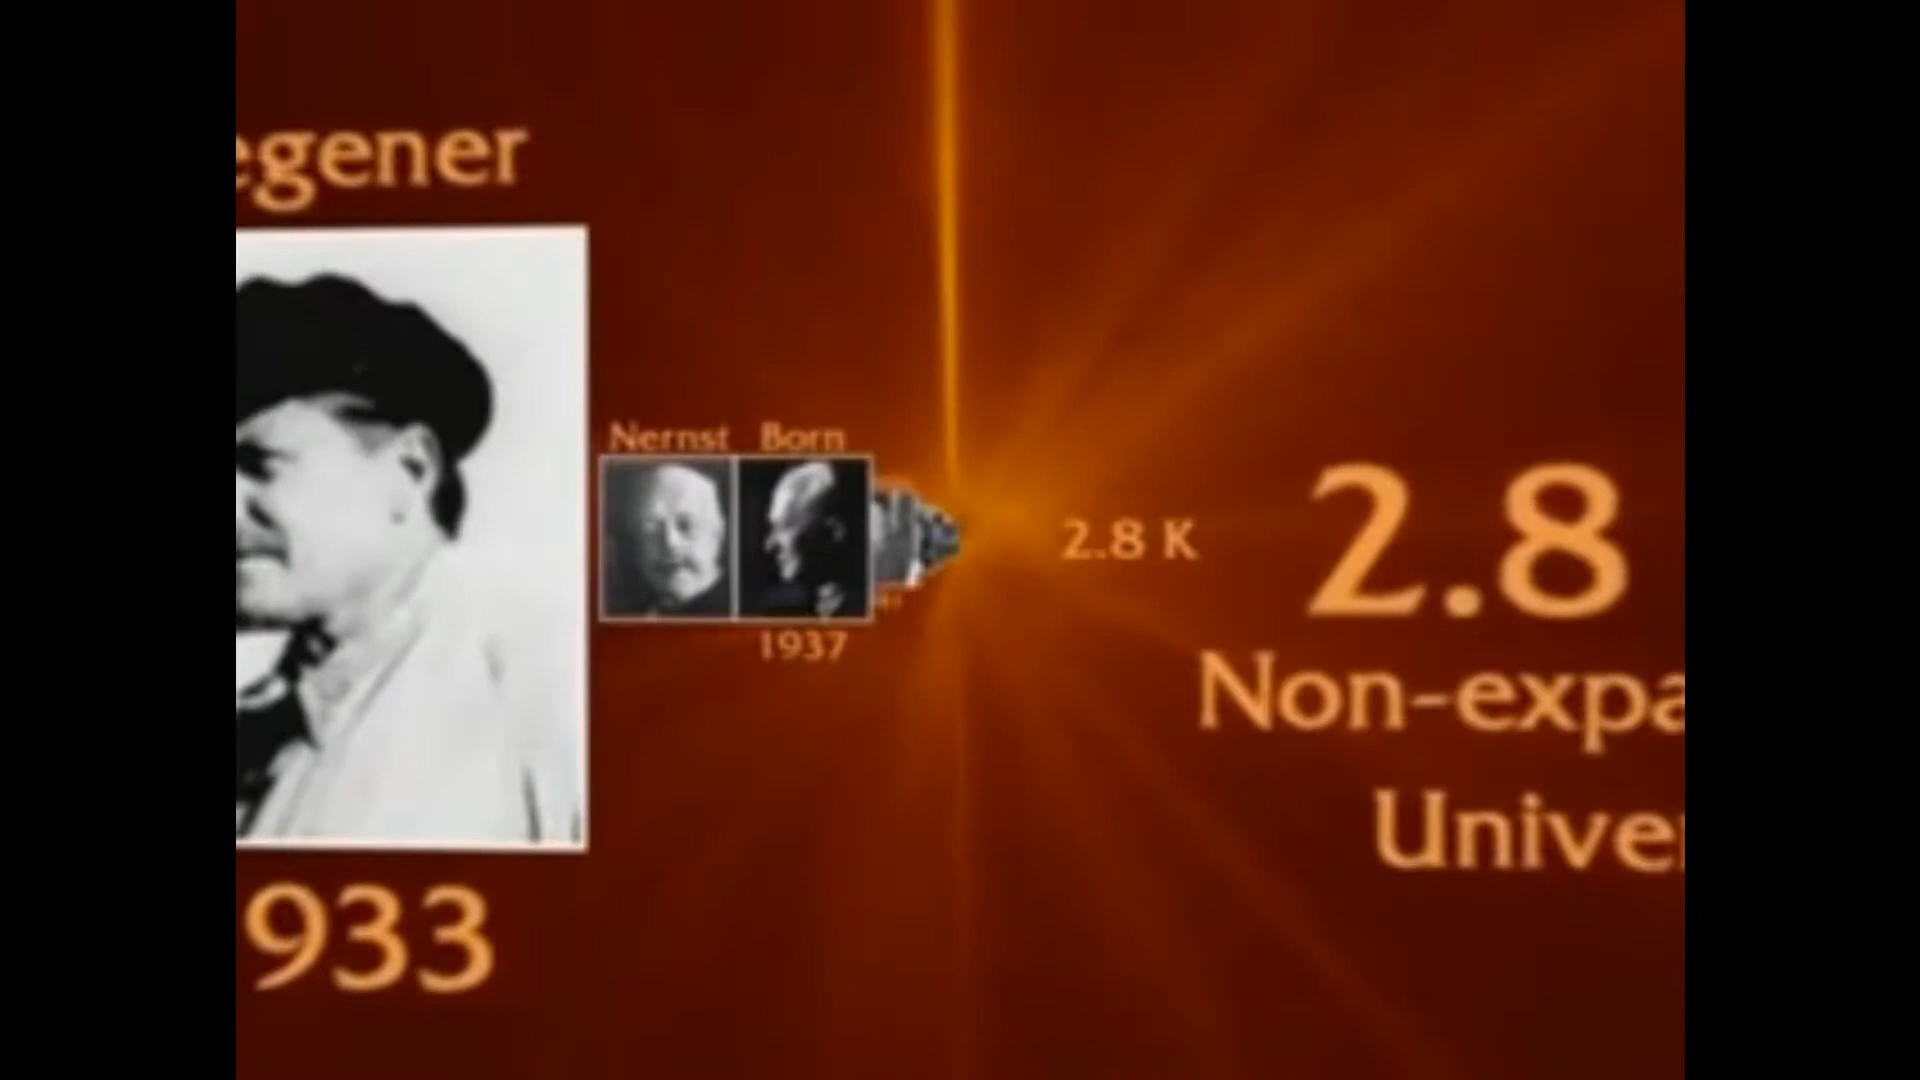 egener
Nernst Born
1937
933
2.8 K
2.8
Non-expa
Univer